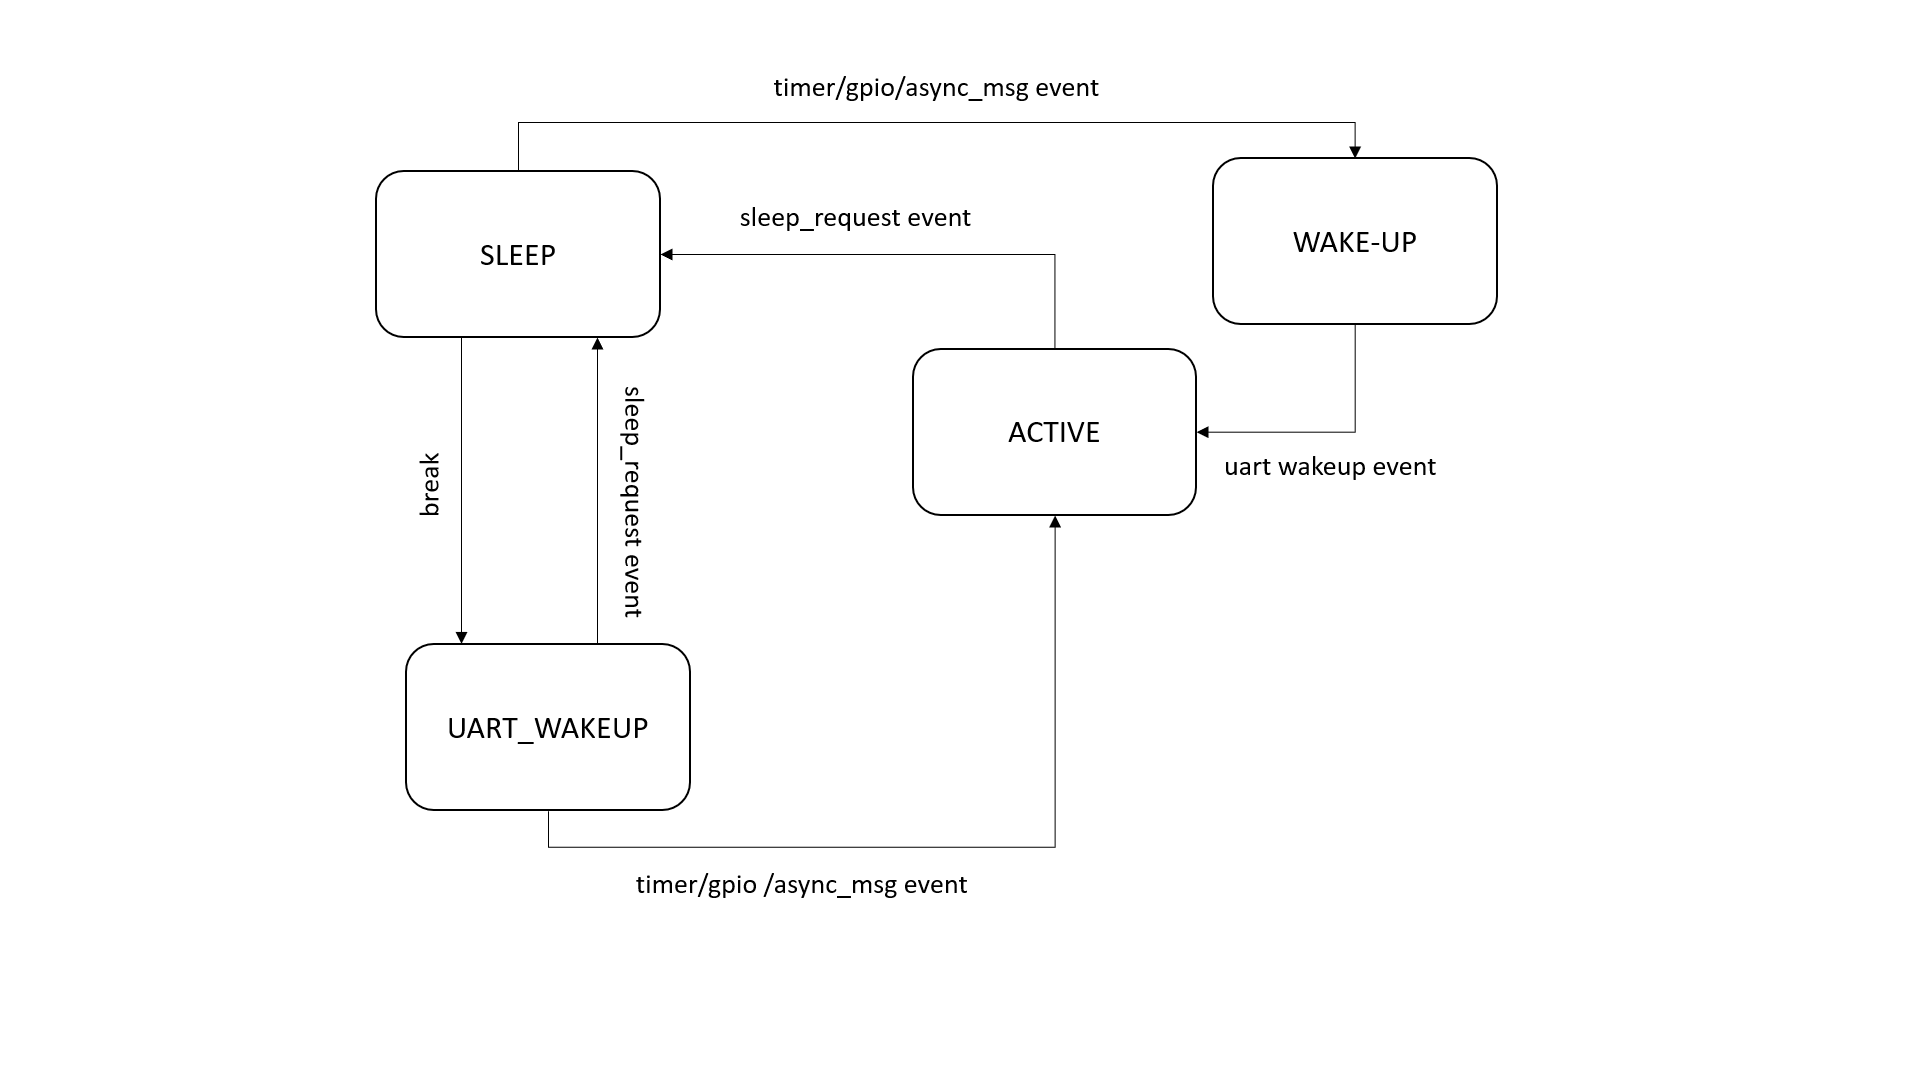 timer/gpio/async_msg event
sleep_request event
WAKE-UP
SLEEP
ACTIVE
uart wakeup event
break
sleep_request event
UART_WAKEUP
timer/gpio /async_msg event